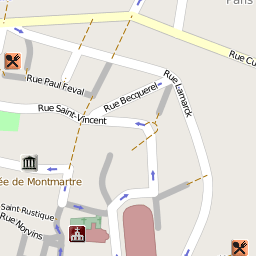 Paris
Rue Cu
Rue Paul Feval
Rue Lamarck
Rue Becquerel
Rue Saint-Vincent
ée de Montmartre
Saint Rustique
Rue Norvins